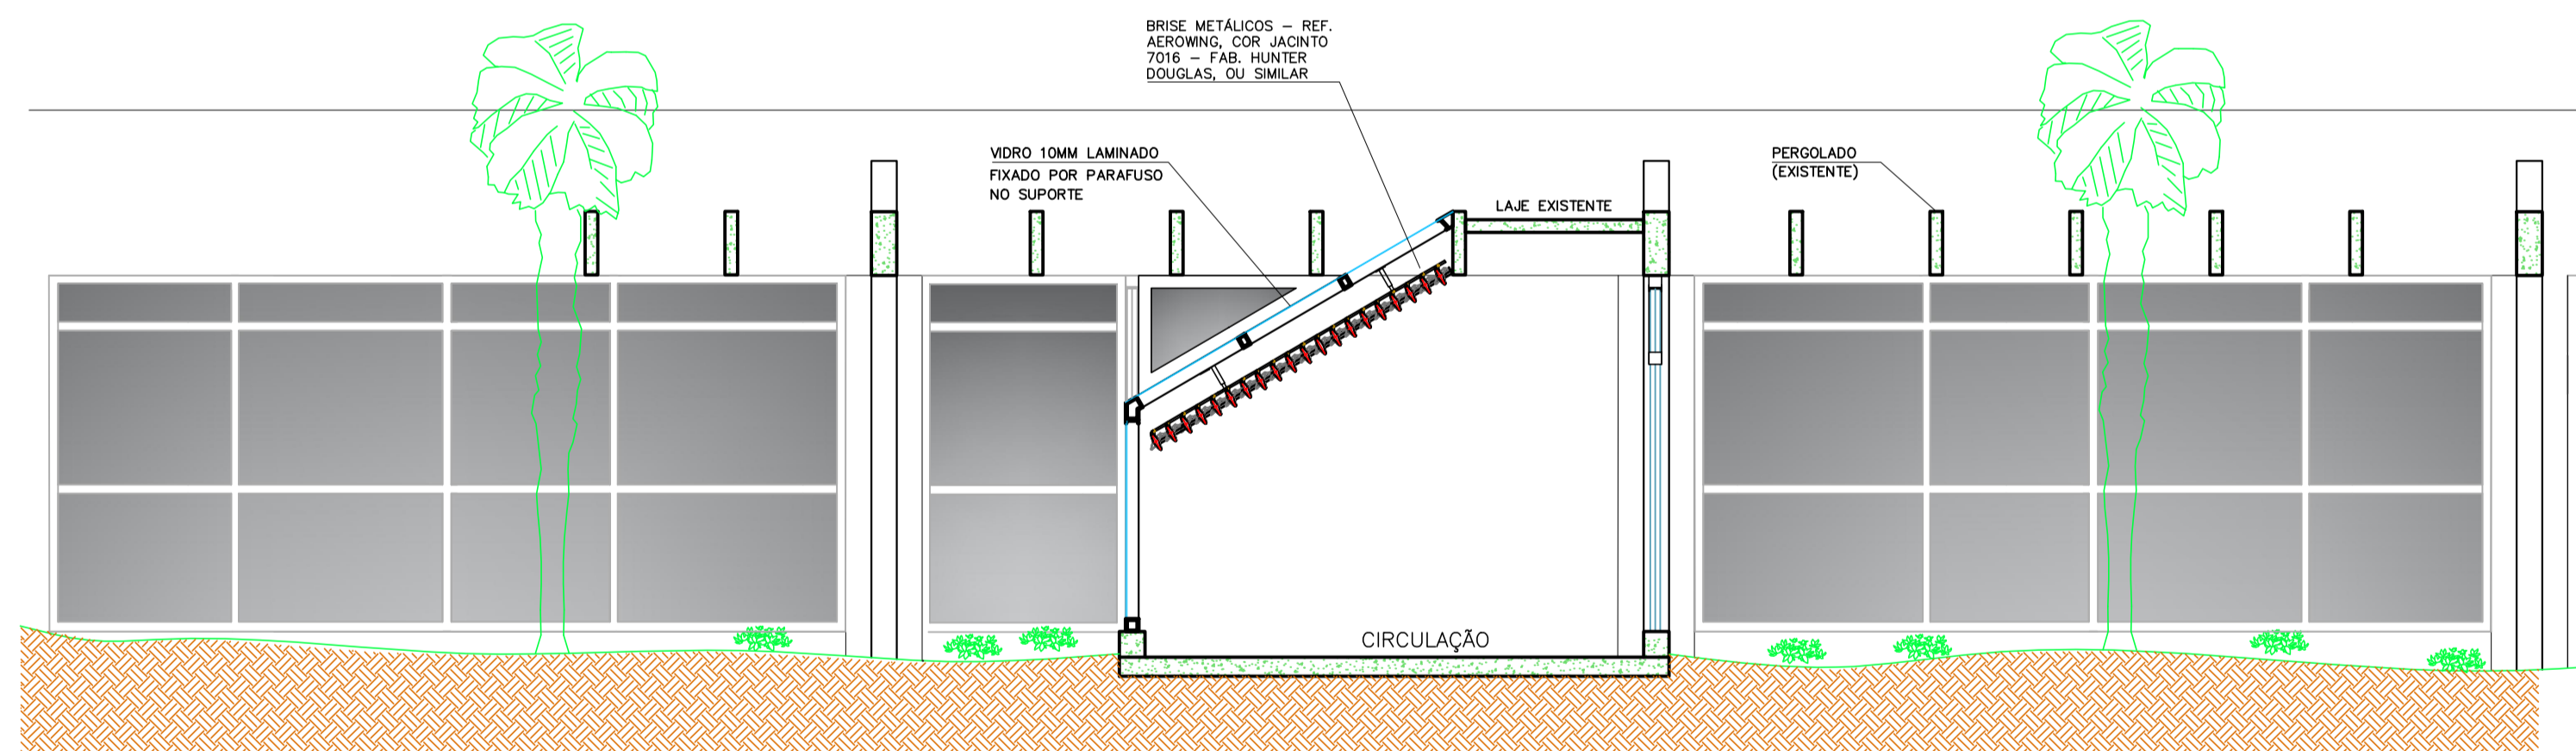 BRISE METÁLICOS – REF.
AEROWING, COR JACINTO
7016 – FAB. HUNTER
DOUGLAS, OU SIMILAR
VIDRO 10MM LAMINADO
FIXADO POR PARAFUSO
NO SUPORTE
PERGOLADO
(EXISTENTE)
LAJE EXISTENTE
CIRCULAÇÃO